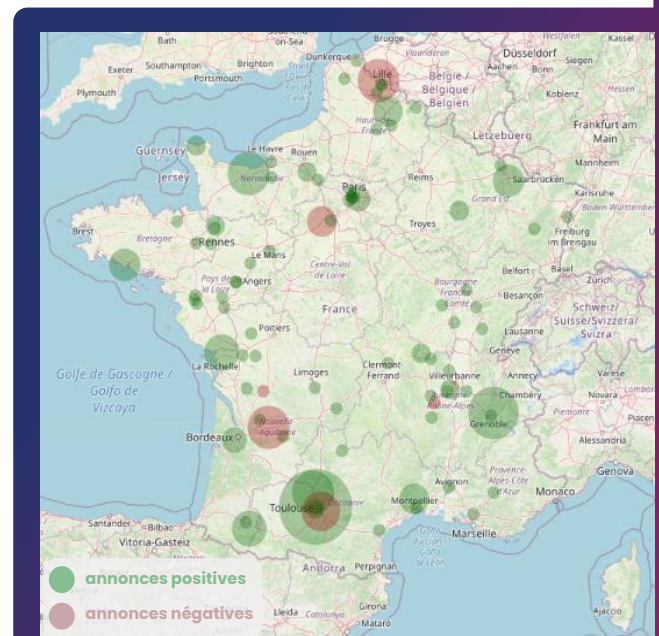 Bath
Southend-on-Sea
Brugge
Kassel
Exeter
Southampton
Brighton
Dunkerque
Vlaanderen
Düsseldorf
Siegen
Plymouth
Portsmouth
Lille
België /
Belgique /
Belgien
Aachen
Bonn
Koblenz
Hessen
Frankfurt am
Main
Guernsey
Le Havre
Rouen
Lëtzebuerg
Mannheim
Jersey
Normandie
Paris
Reims
Saarbrücken
Karlsruhe
Grand Est
Baden-Württember
Brest
Bretagne
Rennes
Troyes
Freiburg
im Breisgau
Le Mans
Centre-Val
de Loire
Belfort
Basel
Zürich
Pays de
la Loire
Angers
Bourgogne
Franche
Comté
Besançon
France
Schweiz/
Suisse/Svizzera/
Svizra
Poitiers
Lausanne
La Rochelle
Genève
Golfe de Gascogne /
Golfo de
Vizcaya
Limoges
Clermont-
Ferrand
Villeurbanne
Annecy
Varese
Chambéry
Novara
Auvergne
Rhône-Alpes
Piemonte
Piacen
Bordeaux
Nouvelle
Aquitaine
Grenoble
Alessandria
Provence-
Alpes-Côte
d'Azur
Genova
Toulouse
Occitanie
Avignon
Montpellier
Monaco
Santander
Bilbao
Marseille
Vitoria-Gasteiz
Golfe
du Lion
Andorra
Perpignan
annonces positives
annonces négatives
Lleida
Catalunya
Girona
Mataró
Ajaccio